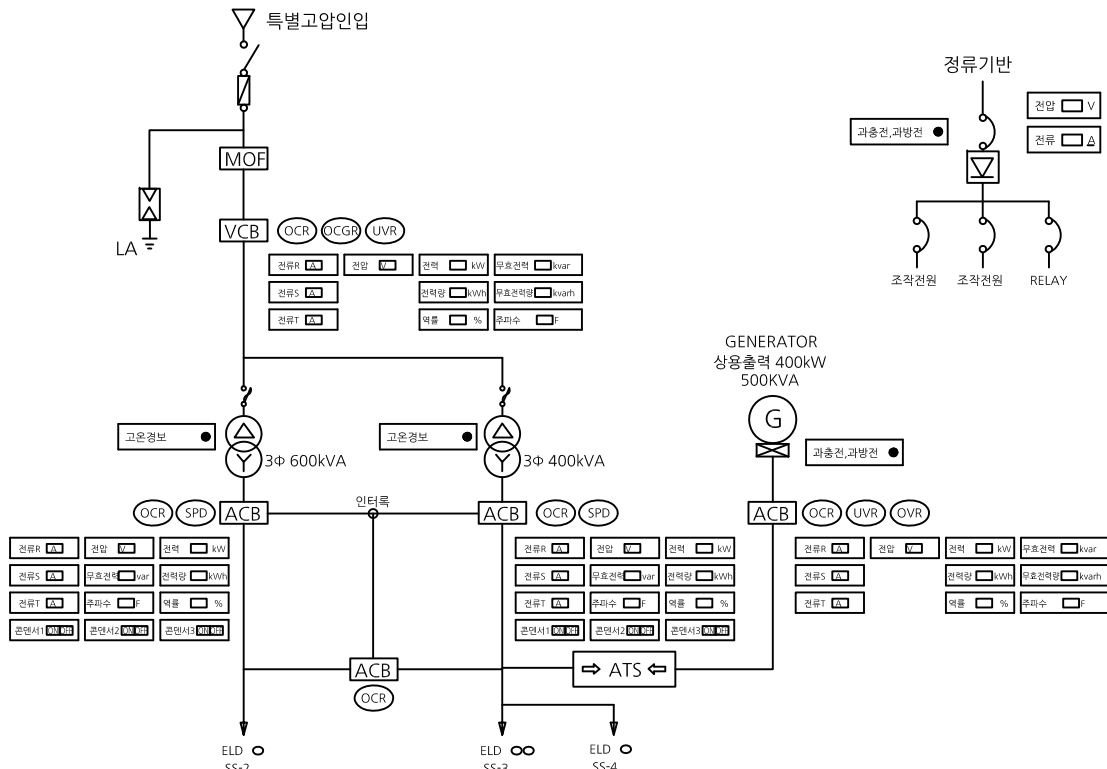 특별고압인입
정류기반
전압 V
과충전,과방전
전류 A
MOF
LA
VCB OCR OCGR UVR
전류R A 전압 V 전력 kW 무효전력 kvar
전류S A 전력량 kWh 무효전력량 kvarh
전류T A 역률 % 주파수 F
조작전원 조작전원 RELAY
GENERATOR
상용출력 400kW
500KVA
G
고온경보 3Φ 600kVA
고온경보 3Φ 400kVA
과충전,과방전
인터록
OCR SPD ACB
ACB OCR SPD
ACB OCR UVR OVR
전류R A 전압 V 전력 kW
전류S A 무효전력 var 전력량 kWh
전류T A 주파수 F 역률 %
콘덴서1 ON OFF 콘덴서2 ON OFF 콘덴서3 ON OFF
전류R A 전압 V 전력 kW
전류S A 무효전력 var 전력량 kWh
전류T A 주파수 F 역률 %
콘덴서1 ON OFF 콘덴서2 ON OFF 콘덴서3 ON OFF
전류R A 전압 V 전력 kW 무효전력 kvar
전류S A 전력량 kWh 무효전력량 kvarh
전류T A 역률 % 주파수 F
ACB
OCR
ATS
ELD
SS-2
ELD
SS-3
ELD
SS-4